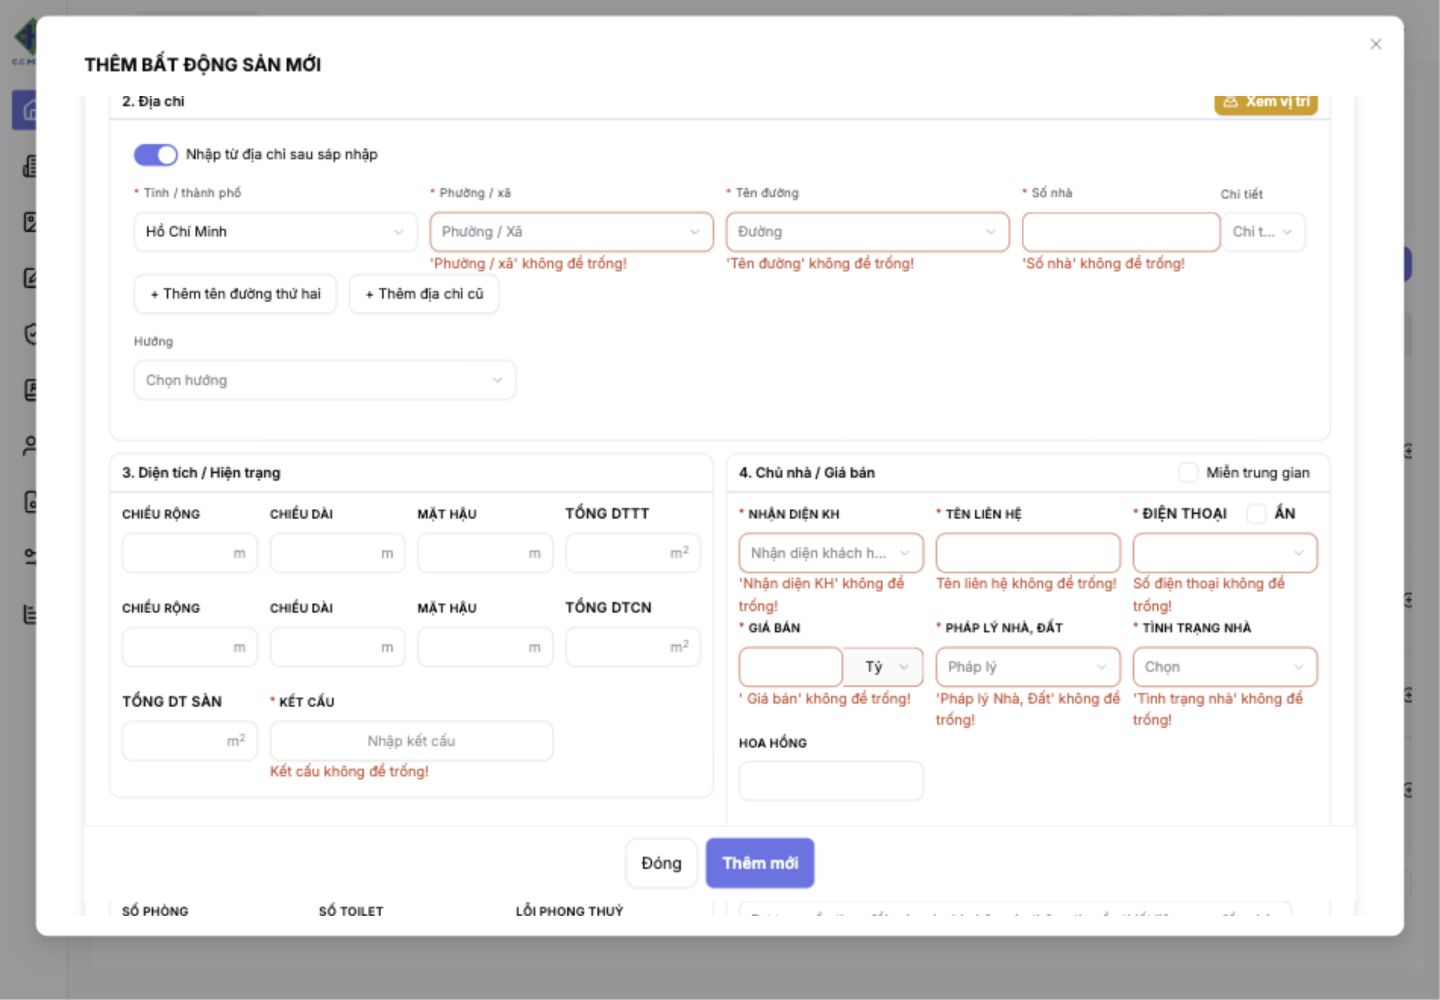 THÊM BẤT ĐỘNG SẢN MỚI
2. Địa chỉ
Xem vị trí
Nhập từ địa chỉ sau sáp nhập
* Tỉnh / thành phố
* Phường / xã
* Tên đường
* Số nhà
Chi tiết
Hồ Chí Minh
Phường / Xã
Đường
Chi t...
'Phường / xã' không để trống!
'Tên đường' không để trống!
'Số nhà' không để trống!
+ Thêm tên đường thứ hai
+ Thêm địa chỉ cũ
Hướng
Chọn hướng
3. Diện tích / Hiện trạng
CHIỀU RỘNG
CHIỀU DÀI
MẶT HẬU
TỔNG DTTT
m
m
m
m²
CHIỀU RỘNG
CHIỀU DÀI
MẶT HẬU
TỔNG DTCN
m
m
m
m²
TỔNG DT SÀN
* KẾT CẤU
m²
Nhập kết cấu
Kết cấu không để trống!
4. Chủ nhà / Giá bán
Miễn trung gian
* NHẬN DIỆN KH
* TÊN LIÊN HỆ
* ĐIỆN THOẠI
ẨN
Nhận diện khách h...
'Nhận diện KH' không để
trống!
Tên liên hệ không để trống!
Số điện thoại không để
trống!
* GIÁ BÁN
* PHÁP LÝ NHÀ, ĐẤT
* TÌNH TRẠNG NHÀ
Tỷ
Pháp lý
Chọn
' Giá bán' không để trống!
'Pháp lý Nhà, Đất' không để
trống!
'Tình trạng nhà' không để
trống!
HOA HỒNG
Đóng
Thêm mới
SỐ PHÒNG
SỐ TOILET
LỖI PHONG THUỶ